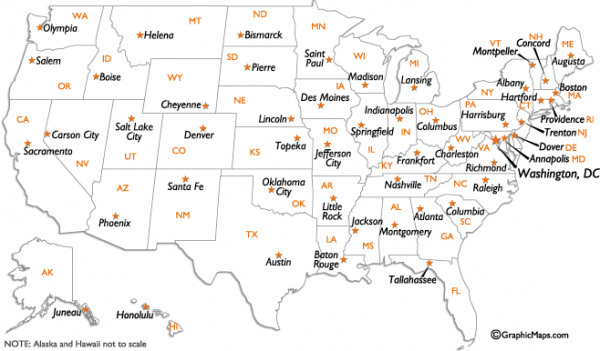 WA
Olympia
MT
Helena
ND
Bismarck
MN
Saint
Paul
VT
Montpelier
NH
Concord
ME
Augusta
Salem
OR
ID
Boise
SD
Pierre
WI
Madison
MI
Lansing
NY
Albany
Boston
MA
Hartford
CT
Providence
RI
WY
Cheyenne
IA
Des Moines
NE
Lincoln
Indianapolis
IN
OH
Columbus
PA
Harrisburg
Trenton
NJ
CA
Carson City
Sacramento
NV
Salt Lake
City
UT
Denver
CO
KS
Topeka
MO
Jefferson
City
Springfield
IL
KY
Frankfort
WV
Charleston
VA
Richmond
Dover
DE
Annapolis
MD
Washington, DC
AZ
Phoenix
Santa Fe
NM
Oklahoma
City
OK
AR
Little
Rock
TN
Nashville
NC
Raleigh
TX
Austin
LA
Baton
Rouge
Jackson
MS
AL
Montgomery
Atlanta
GA
Columbia
SC
Tallahassee
FL
AK
Juneau
Honolulu
HI
NOTE: Alaska and Hawaii not to scale
©GraphicMaps.com